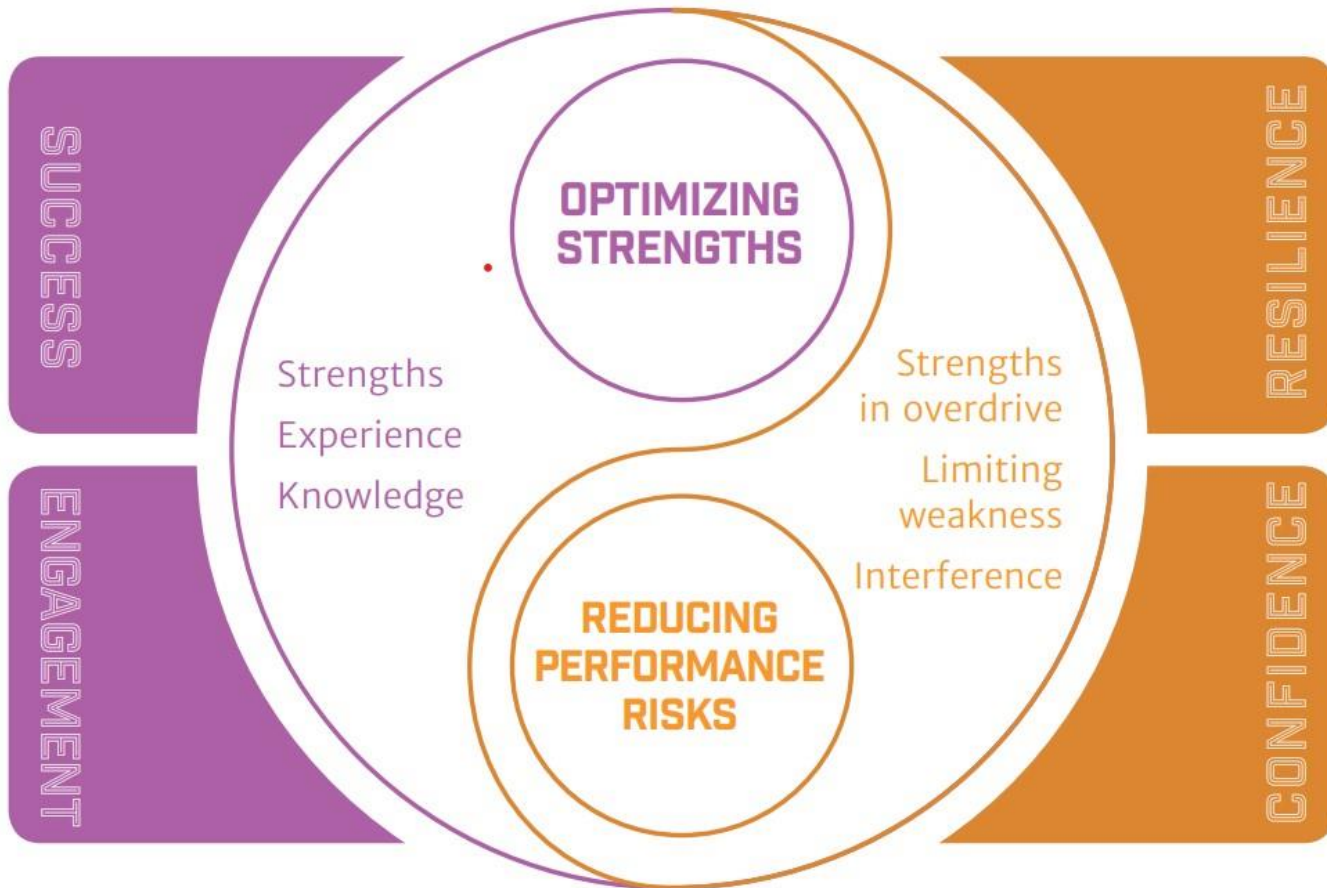 SUCCESS
ENGAGEMENT
OPTIMIZING
STRENGTHS
Strengths
Experience
Knowledge
Strengths
in overdrive
Limiting
weakness
Interference
REDUCING
PERFORMANCE
RISKS
RESILIENCE
CONFIDENCE